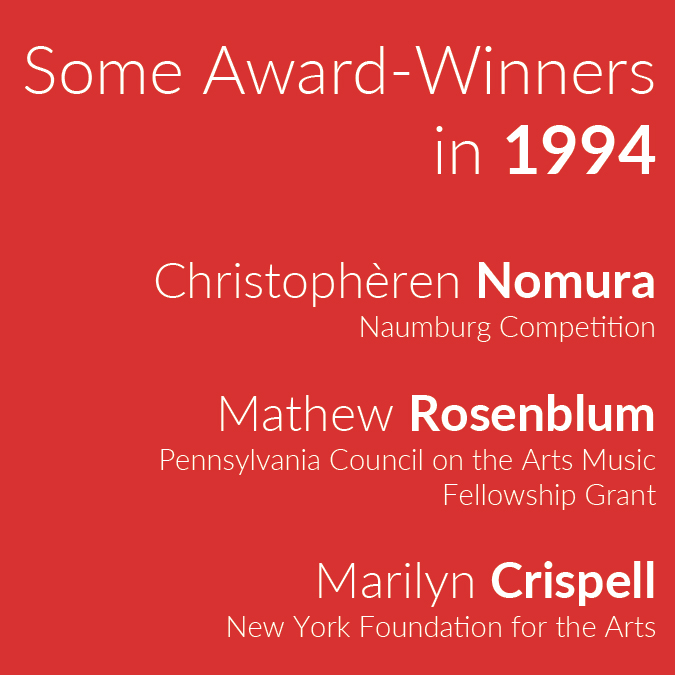 Some Award-Winners
in 1994
Christophèren Nomura
Naumburg Competition
Mathew Rosenblum
Pennsylvania Council on the Arts Music
Fellowship Grant
Marilyn Crispell
New York Foundation for the Arts